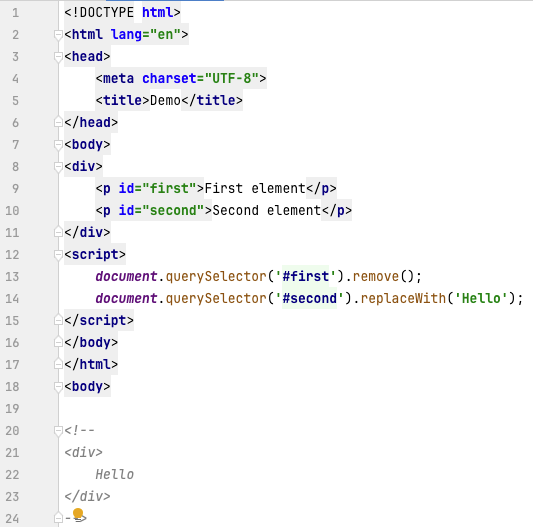 1 <!DOCTYPE html>
2 <html lang="en">
3 <head>
4     <meta charset="UTF-8">
5     <title>Demo</title>
6 </head>
7 <body>
8 <div>
9     <p id="first">First element</p>
10     <p id="second">Second element</p>
11 </div>
12 <script>
13     document.querySelector('#first').remove();
14     document.querySelector('#second').replaceWith('Hello');
15 </script>
16 </body>
17 </html>
18 <body>
19
20 <!--
21 <div>
22     Hello
23 </div>
24 -->